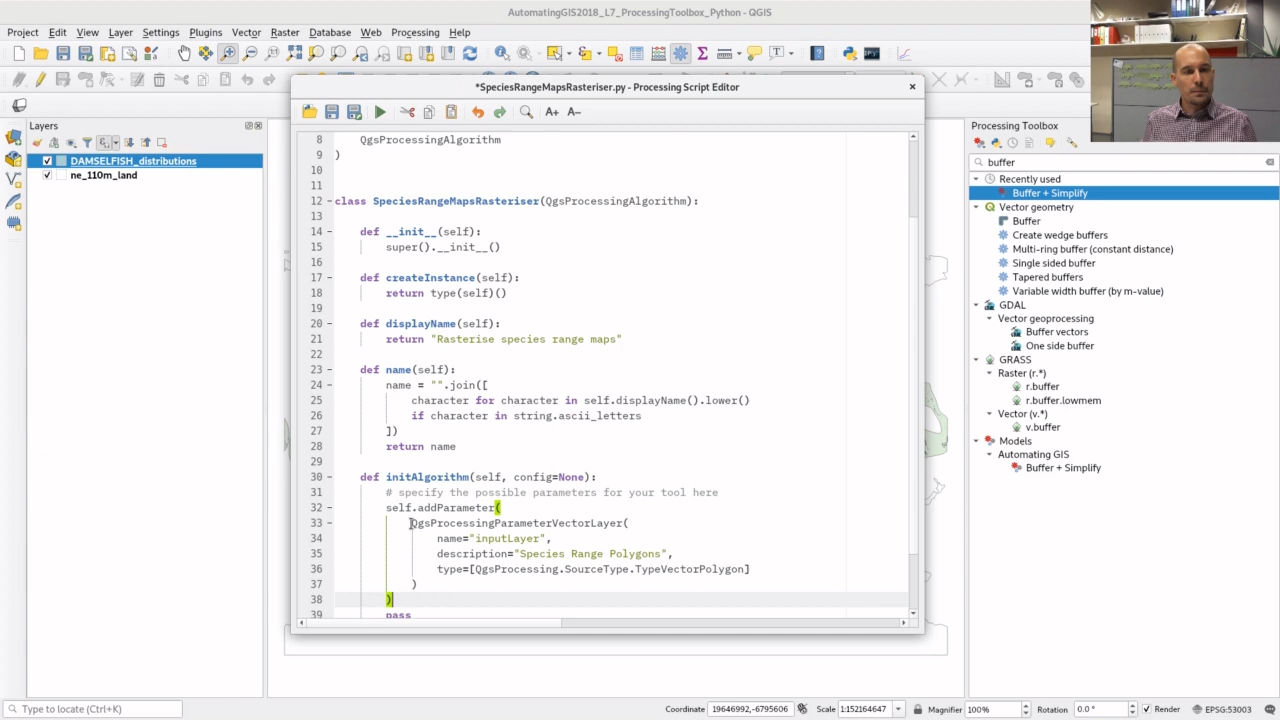 AutomatingGIS2018_L7_ProcessingToolbox_Python - QGIS
Project Edit View Layer Settings Plugins Vector Raster Database Web Processing Help
*SpeciesRangeMapsRasteriser.py - Processing Script Editor
A+ A-
Layers
DAMSELFISH_distributions
ne_110m_land
8 QgsProcessingAlgorithm
9 )
10
11
12 class SpeciesRangeMapsRasteriser(QgsProcessingAlgorithm):
13
14 def __init__(self):
15 super().__init__()
16
17 def createInstance(self):
18 return type(self)()
19
20 def displayName(self):
21 return "Rasterise species range maps"
22
23 def name(self):
24 name = "".join([
25 character for character in self.displayName().lower()
26 if character in string.ascii_letters
27 ])
28 return name
29
30 def initAlgorithm(self, config=None):
31 # specify the possible parameters for your tool here
32 self.addParameter(
33 QgsProcessingParameterVectorLayer(
34 name="inputLayer",
35 description="Species Range Polygons",
36 type=[QgsProcessing.SourceType.TypeVectorPolygon]
37 )
38 )
39 pass
Processing Toolbox
buffer
Recently used
Buffer + Simplify
Vector geometry
Buffer
Create wedge buffers
Multi-ring buffer (constant distance)
Single sided buffer
Tapered buffers
Variable width buffer (by m-value)
GDAL
Vector geoprocessing
Buffer vectors
One side buffer
GRASS
Raster (r.*)
r.buffer
r.buffer.lowmem
Vector (v.*)
v.buffer
Models
Automating GIS
Buffer + Simplify
Type to locate (Ctrl+K)
Coordinate 19646992,-6795606 Scale 1:152164647 Magnifier 100% Rotation 0.0 ° Render EPSG:53003